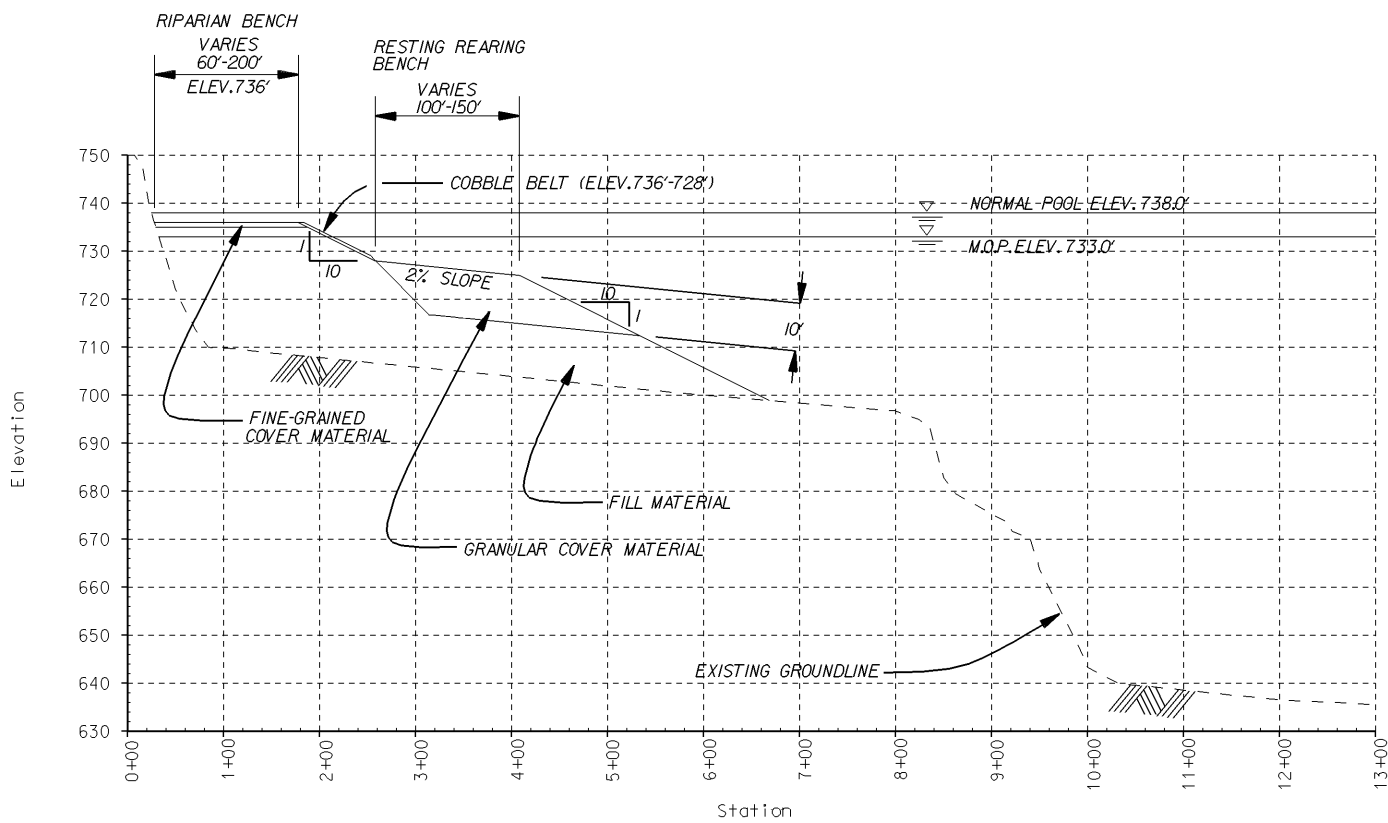 RIPARIAN BENCH
VARIES
60'-200'
ELEV.736'
RESTING REARING
BENCH
VARIES
100'-150'
COBBLE BELT (ELEV.736'-728')
NORMAL POOL ELEV. 738.0'
M.O.P. ELEV. 733.0'
1
10
2% SLOPE
10
1
10'
FINE-GRAINED
COVER MATERIAL
FILL MATERIAL
GRANULAR COVER MATERIAL
EXISTING GROUNDLINE
Elevation
750
740
730
720
710
700
690
680
670
660
650
640
630
0+00
1+00
2+00
3+00
4+00
5+00
6+00
7+00
8+00
9+00
10+00
11+00
12+00
13+00
Station